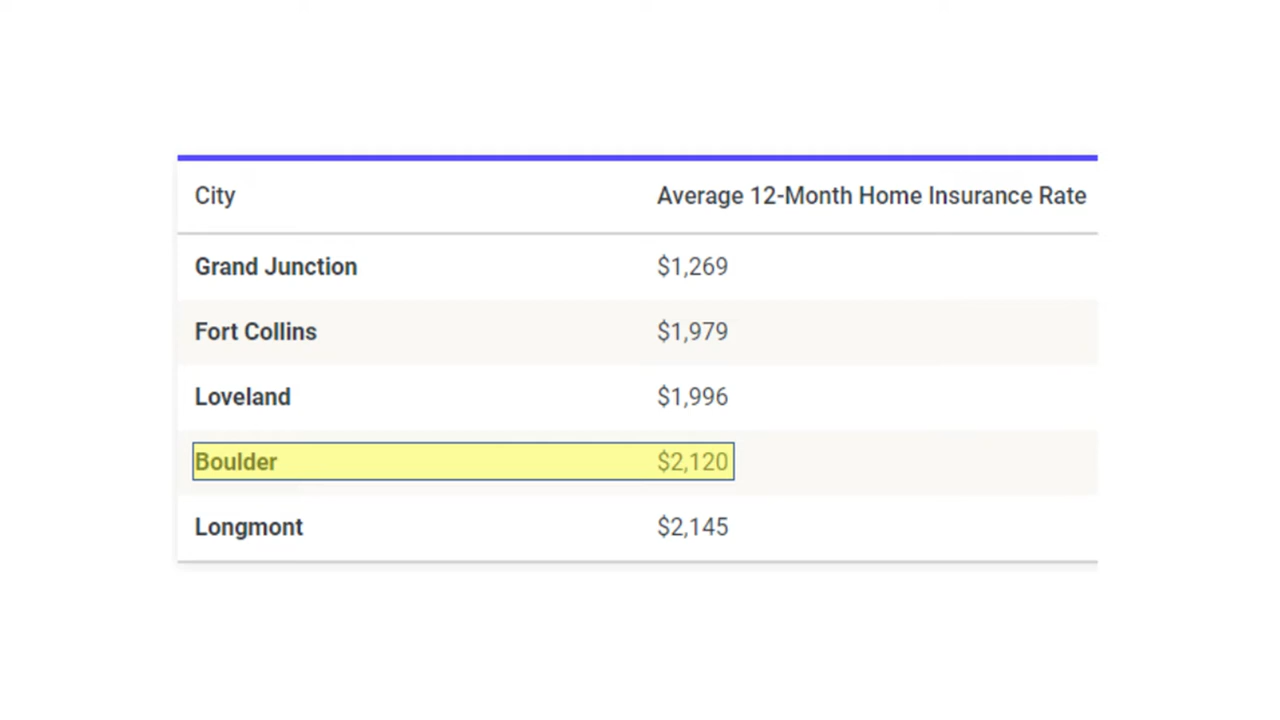 City Average 12-Month Home Insurance Rate
Grand Junction $1,269
Fort Collins $1,979
Loveland $1,996
Boulder $2,120
Longmont $2,145